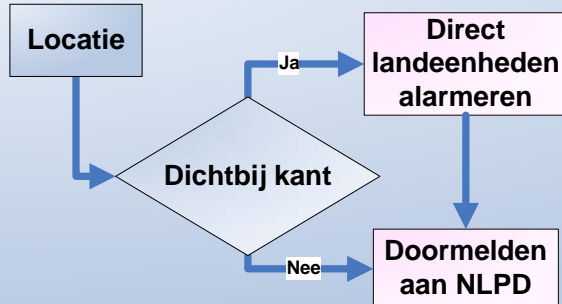 Locatie
Ja
Direct
landeenheden
alarmeren
Dichtbij kant
Nee
Doormelden
aan NLPD